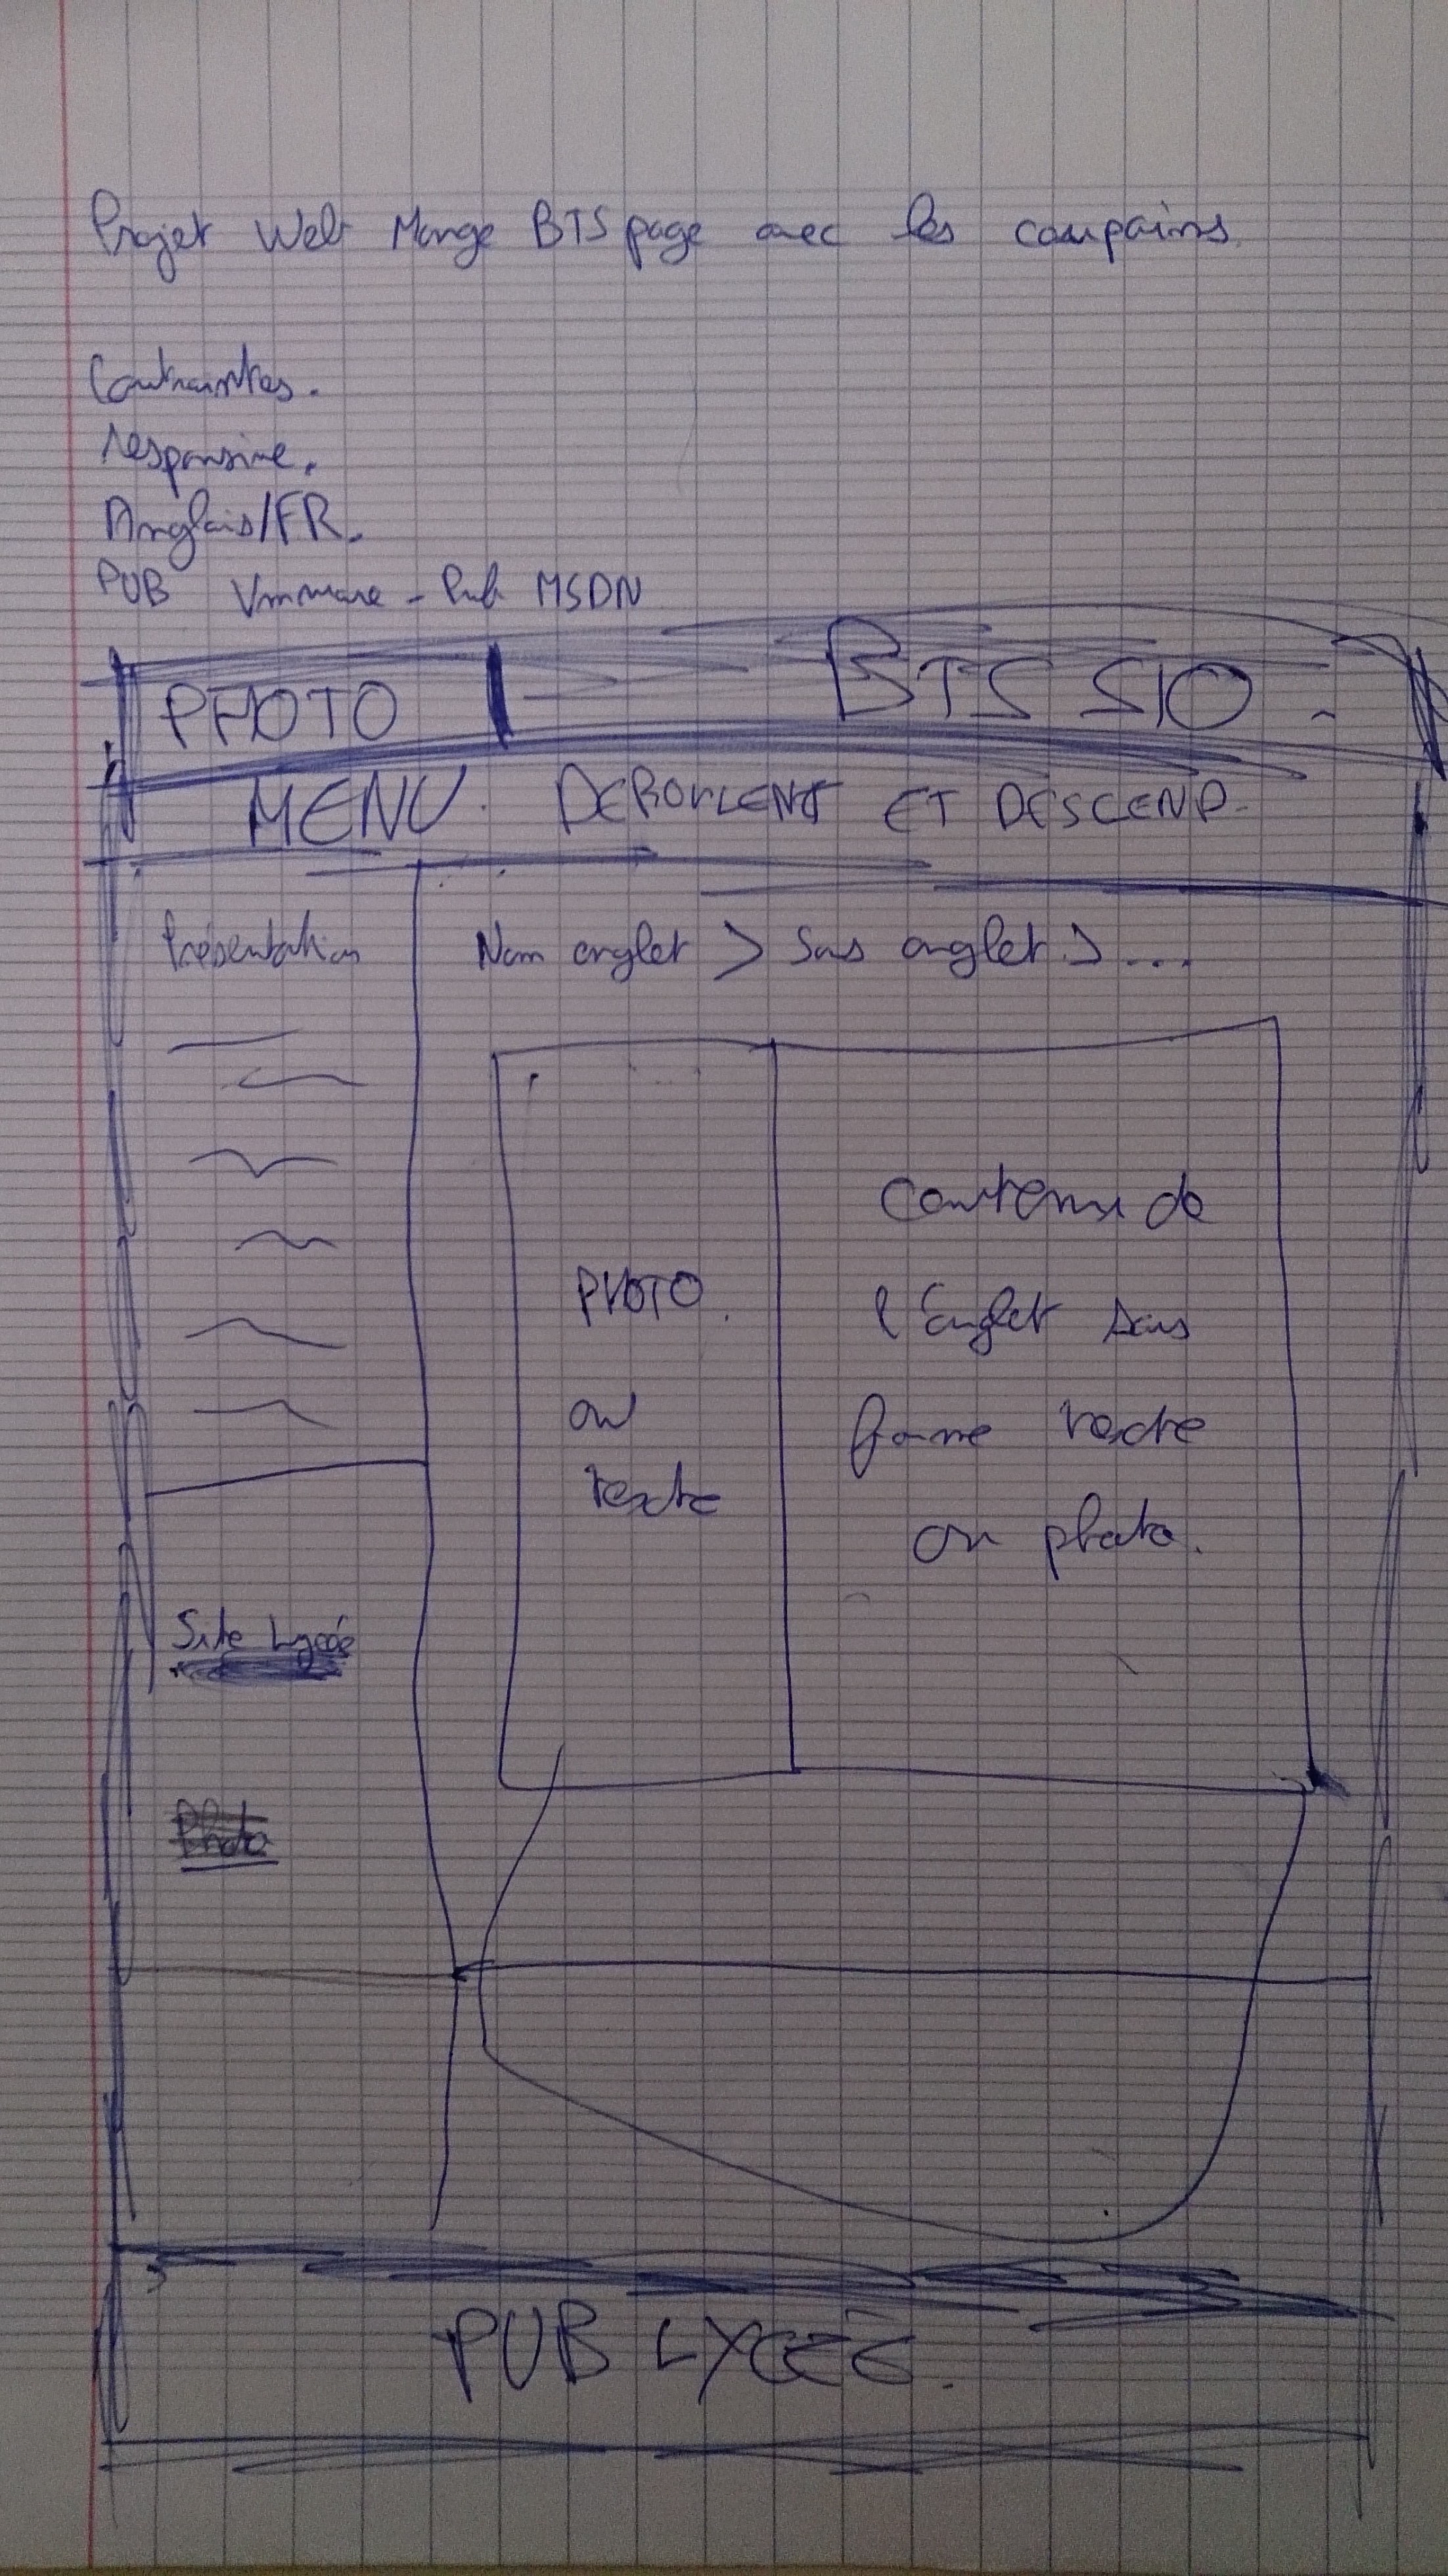 Projet Web Mange BTS page avec les coupains
Contraintes.
responsive.
Anglais/FR.
PUB Vmware - Pub MSDN
PHOTO BTS SIO
MENU. DEROULENT ET DESCEND.
Présentation
Nom onglet > Sous onglet > ...
PHOTO.
ou
texte
Contenu de
l'onglet sous
forme texte
ou photo.
Site Lycée
Photo
PUB LYCEE.